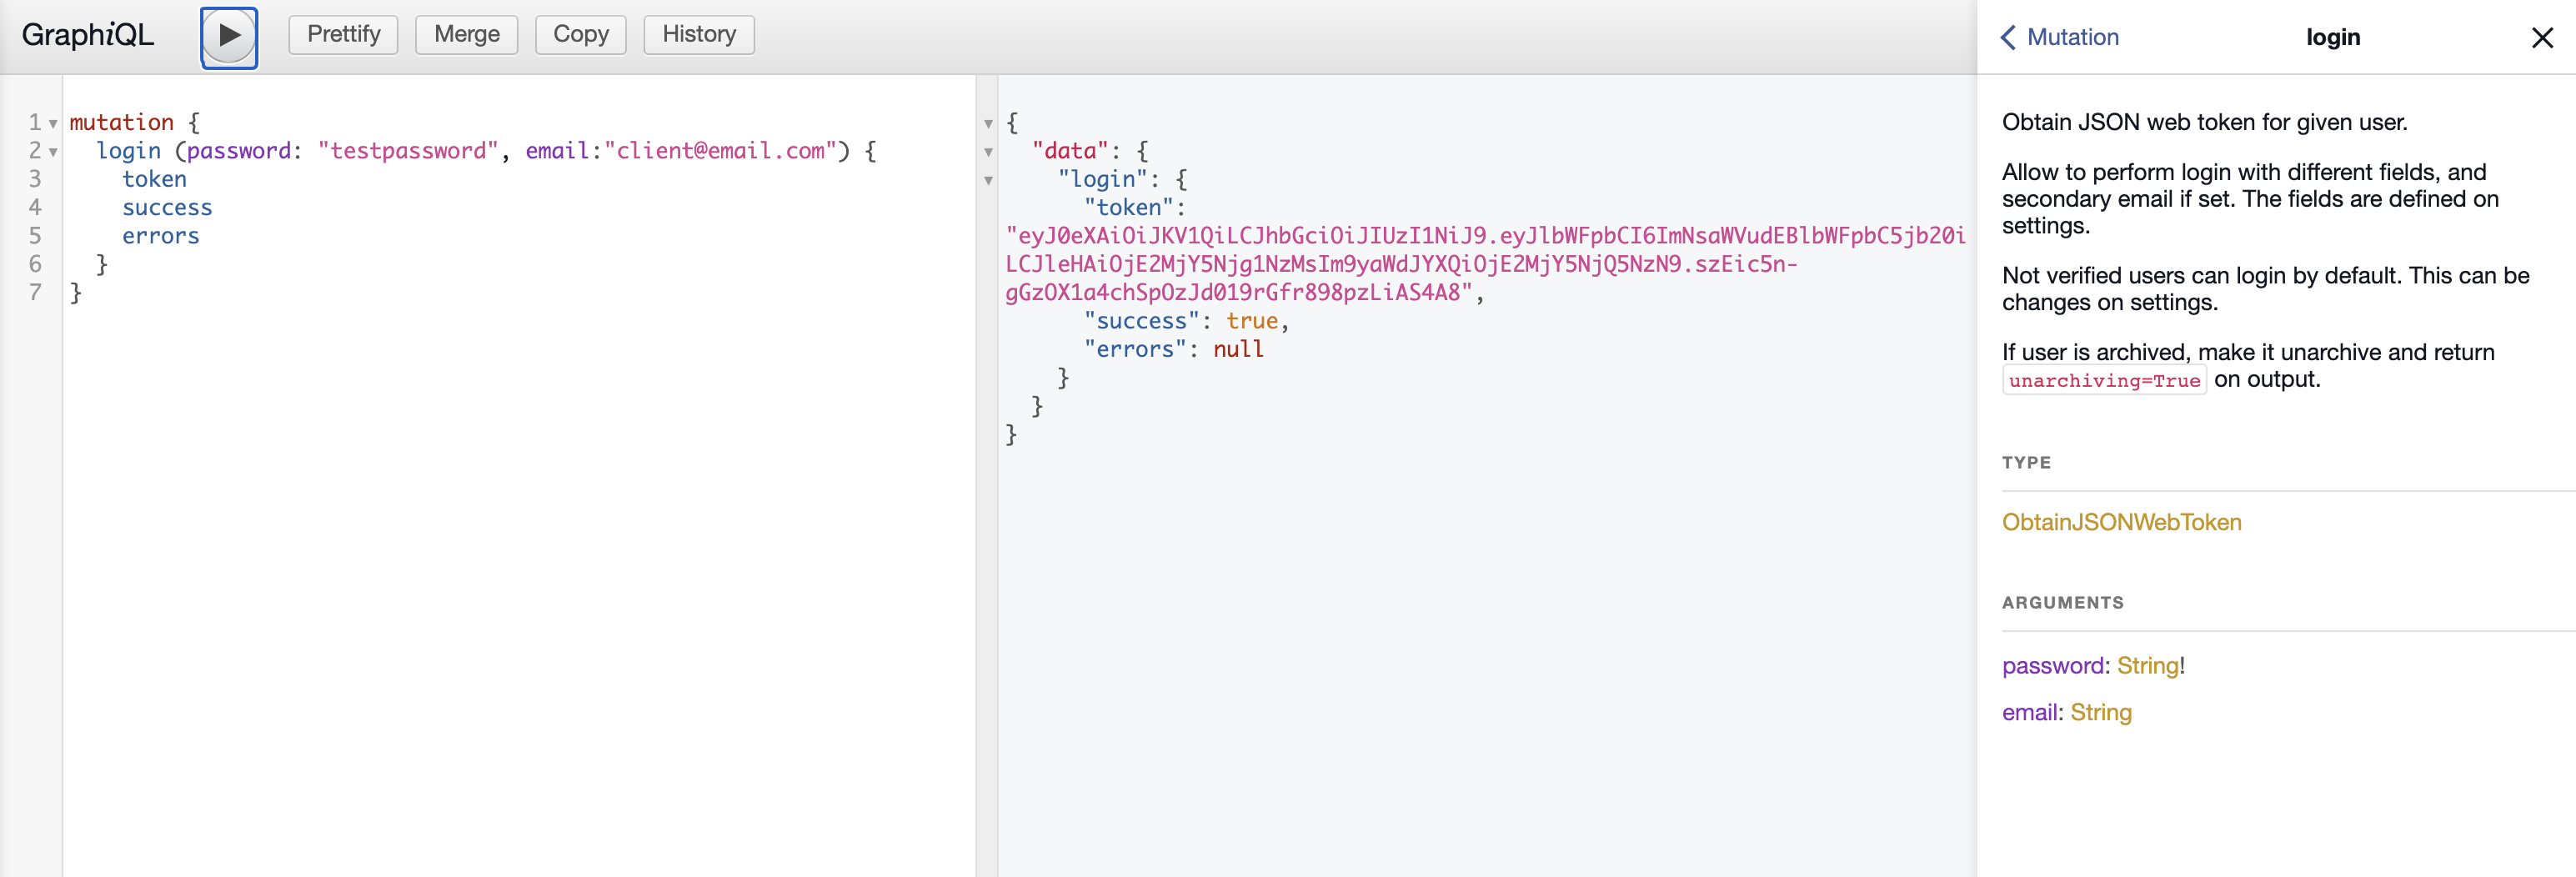 GraphiQL Prettify Merge Copy History
1 mutation {
2 login (password: "testpassword", email:"client@email.com") {
3 token
4 success
5 errors
6 }
7 }
{
"data": {
"login": {
"token":
"eyJ0eXAiOiJKV1QiLCJhbGciOiJIUzI1NiJ9.eyJlbWFpbCI6ImNsaWVudEBlbWFpbC5jb20i
LCJleHAiOjE2MjY5Njg1NzMsIm9yaWdJYXQiOjE2MjY5NjQ5NzN9.szEic5n-
gGzOX1a4chSpOzJd019rGfr898pzLiAS4A8",
"success": true,
"errors": null
}
}
}
Mutation login
Obtain JSON web token for given user.
Allow to perform login with different fields, and
secondary email if set. The fields are defined on
settings.
Not verified users can login by default. This can be
changes on settings.
If user is archived, make it unarchive and return
unarchiving=True on output.
TYPE
ObtainJSONWebToken
ARGUMENTS
password: String!
email: String